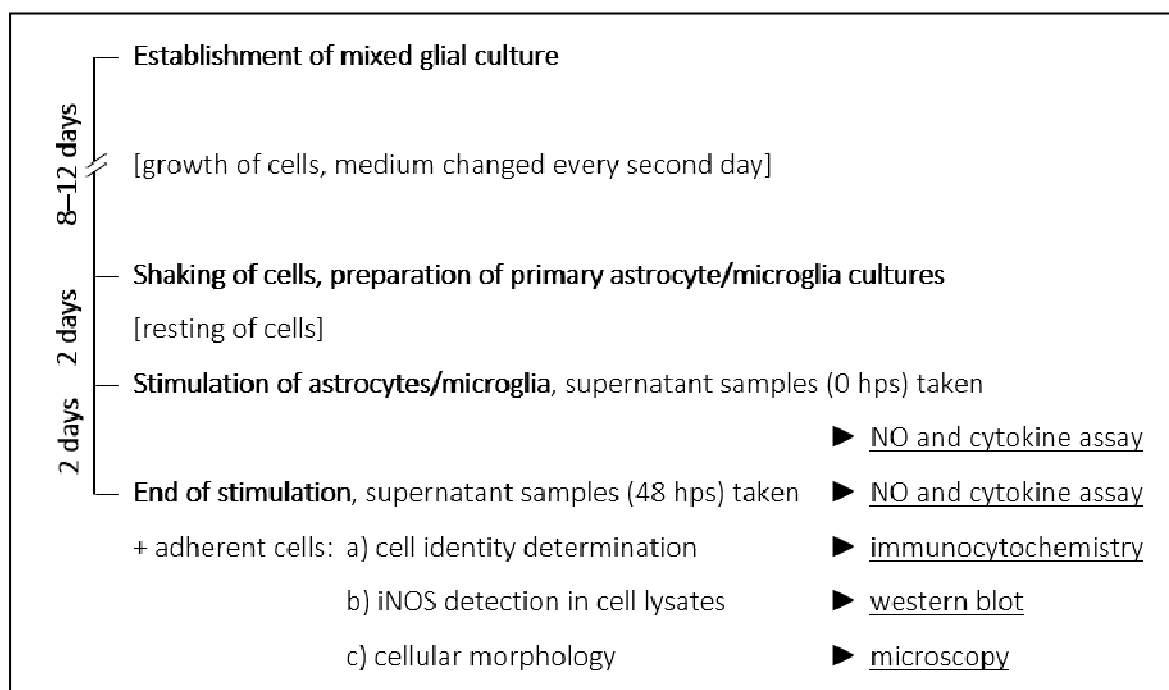 Establishment of mixed glial culture
8–12 days
[growth of cells, medium changed every second day]
Shaking of cells, preparation of primary astrocyte/microglia cultures
2 days
[resting of cells]
Stimulation of astrocytes/microglia, supernatant samples (0 hps) taken
► NO and cytokine assay
2 days
End of stimulation, supernatant samples (48 hps) taken ► NO and cytokine assay
+ adherent cells: a) cell identity determination ► immunocytochemistry
b) iNOS detection in cell lysates ► western blot
c) cellular morphology ► microscopy